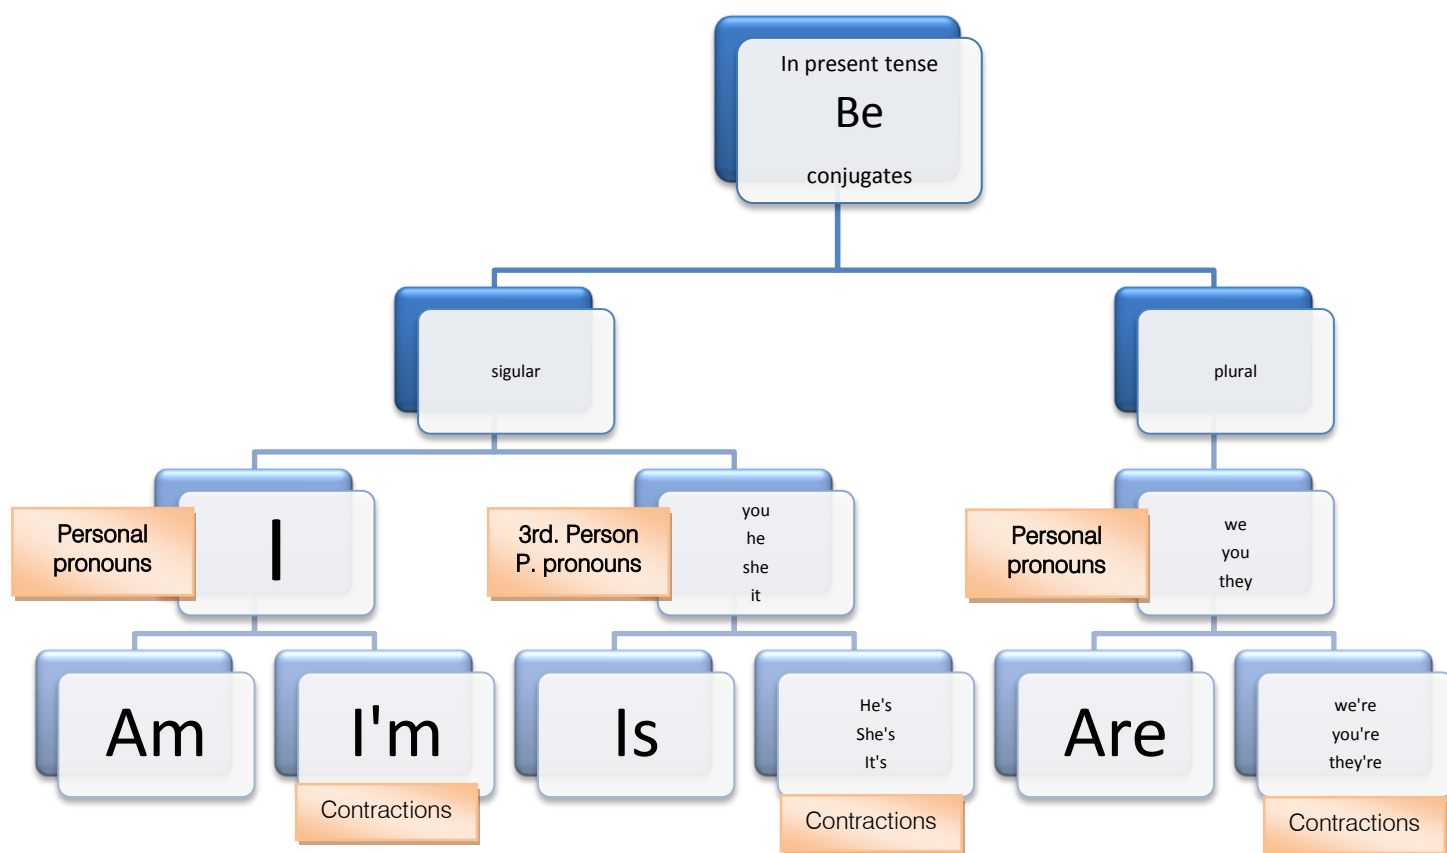 In present tense
Be
conjugates
sigular
plural
Personal
pronouns
I
3rd. Person
P. pronouns
you
he
she
it
Personal
pronouns
we
you
they
Am
I'm
Contractions
Is
He's
She's
It's
Contractions
Are
we're
you're
they're
Contractions